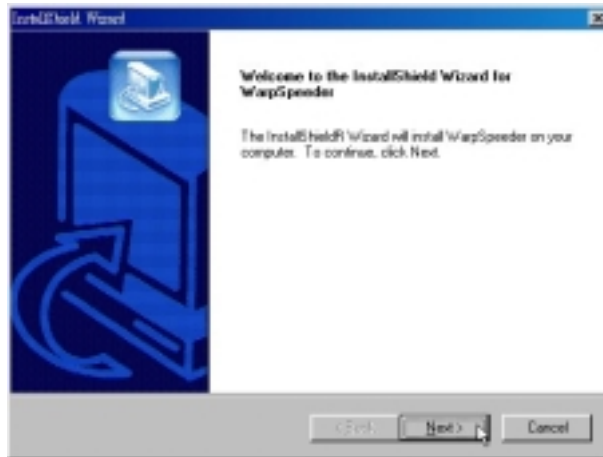 InstallShield Wizard
Welcome to the InstallShield Wizard for
WarpSpeeder
The InstallShieldR Wizard will install WarpSpeeder on your
computer. To continue, click Next.
< Back
Next >
Cancel